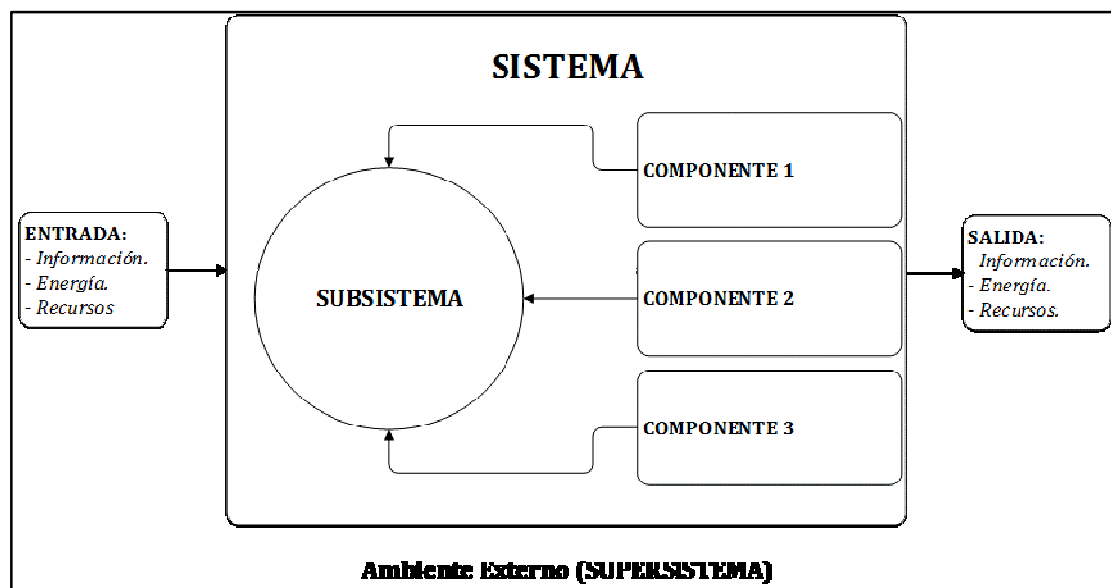 SISTEMA
COMPONENTE 1
ENTRADA:
- Información.
- Energía.
- Recursos
SUBSISTEMA
COMPONENTE 2
SALIDA:
Información.
- Energía.
- Recursos.
COMPONENTE 3
Ambiente Externo (SUPERSISTEMA)